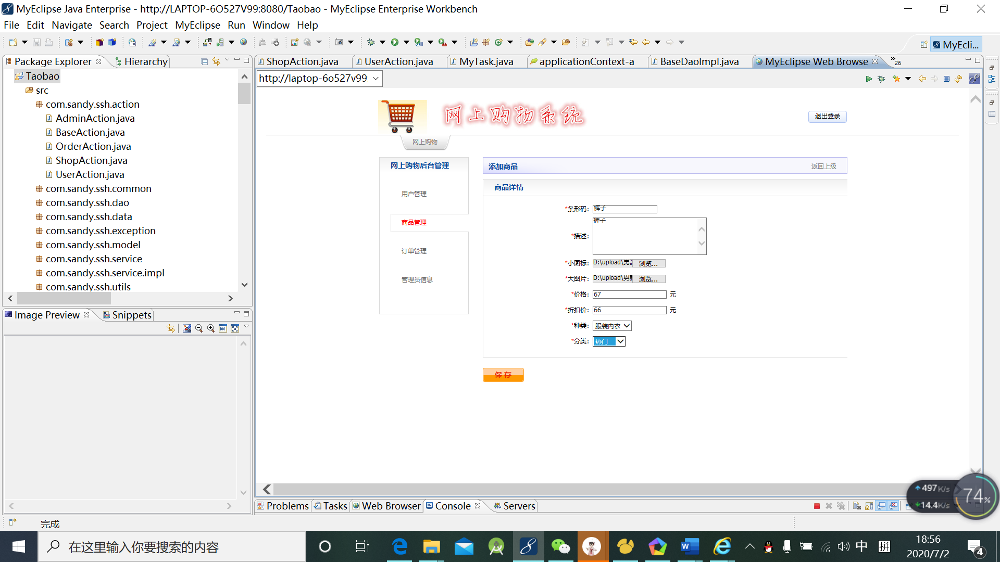 MyEclipse Java Enterprise - http://LAPTOP-6O527V99:8080/Taobao - MyEclipse Enterprise Workbench
File Edit Navigate Search Project MyEclipse Run Window Help
MyEcli...
Package Explorer Hierarchy
ShopAction.java UserAction.java MyTask.java applicationContext-a BaseDaoImpl.java MyEclipse Web Browse »26
http://laptop-6o527v99
Taobao
src
com.sandy.ssh.action
AdminAction.java
BaseAction.java
OrderAction.java
ShopAction.java
UserAction.java
com.sandy.ssh.common
com.sandy.ssh.dao
com.sandy.ssh.data
com.sandy.ssh.exception
com.sandy.ssh.model
com.sandy.ssh.service
com.sandy.ssh.service.impl
com.sandy.ssh.utils
Image Preview Snippets
网上购物系统
退出登录
网上购物
网上购物后台管理
用户管理
商品管理
订单管理
管理员信息
添加商品 返回上级
商品详情
*条形码: 裤子
*描述: 裤子
*小图标: D:\upload\男 浏览...
*大图片: D:\upload\男 浏览...
*价格: 67 元
*折扣价: 66 元
*种类: 服装内衣
*分类: 热门
保 存
Problems Tasks Web Browser Console Servers
497K/s
14.4K/s
74%
完成
在这里输入你要搜索的内容
中 拼
18:56
2020/7/2
4